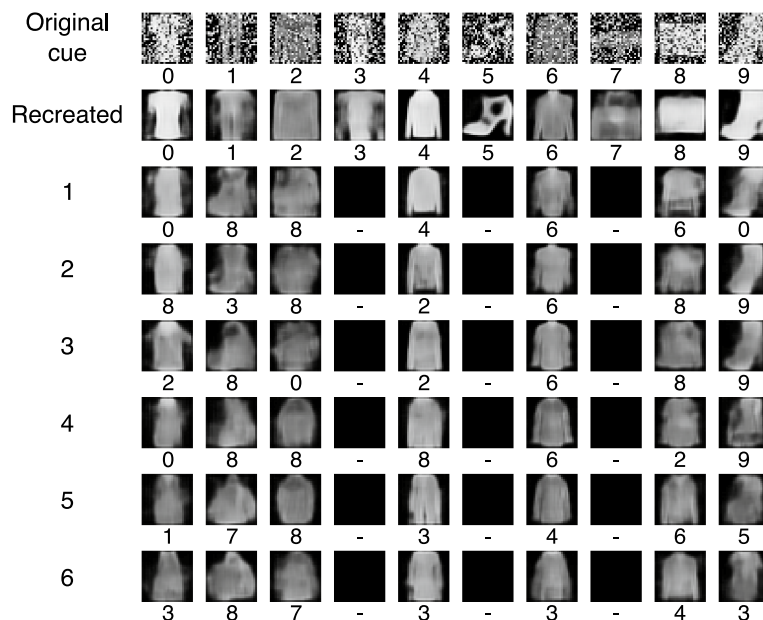 Original
cue
0 1 2 3 4 5 6 7 8 9
Recreated
0 1 2 3 4 5 6 7 8 9
1
0 8 8 - 4 - 6 - 6 0
2
8 3 8 - 2 - 6 - 8 9
3
2 8 0 - 2 - 6 - 8 9
4
0 8 8 - 8 - 6 - 2 9
5
1 7 8 - 3 - 4 - 6 5
6
3 8 7 - 3 - 3 - 4 3